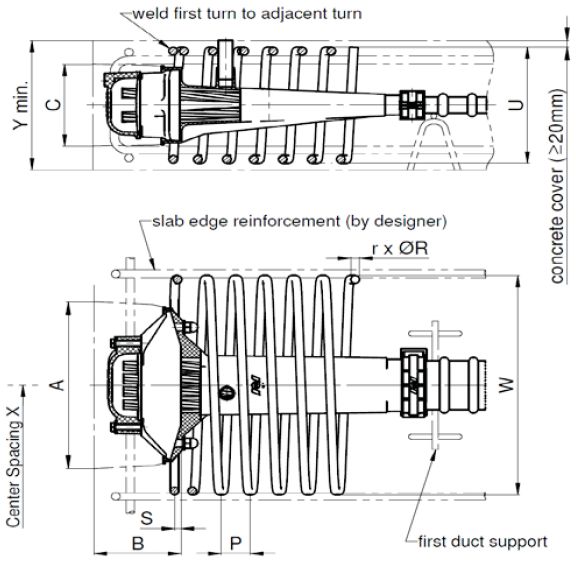 weld first turn to adjacent turn
Y min.
C
U
concrete cover (≥20mm)
slab edge reinforcement (by designer)
r x ØR
A
W
Center Spacing X
S
B
P
first duct support